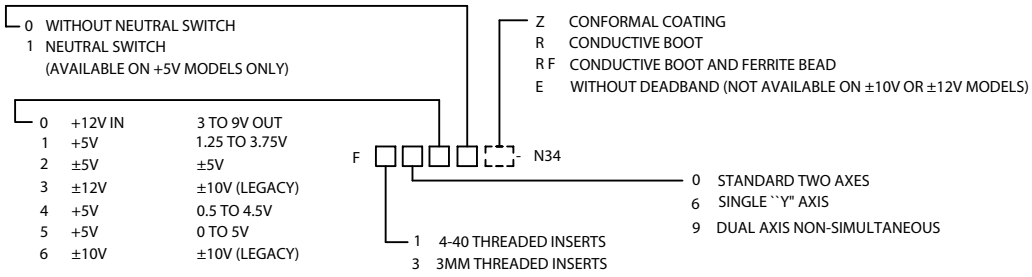 0 WITHOUT NEUTRAL SWITCH
1 NEUTRAL SWITCH
(AVAILABLE ON +5V MODELS ONLY)
Z CONFORMAL COATING
R CONDUCTIVE BOOT
R F CONDUCTIVE BOOT AND FERRITE BEAD
E WITHOUT DEADBAND (NOT AVAILABLE ON ±10V OR ±12V MODELS)
0 +12V IN 3 TO 9V OUT
1 +5V 1.25 TO 3.75V
2 ±5V ±5V
3 ±12V ±10V (LEGACY)
4 +5V 0.5 TO 4.5V
5 +5V 0 TO 5V
6 ±10V ±10V (LEGACY)
F - N34
0 STANDARD TWO AXES
6 SINGLE ``Y" AXIS
9 DUAL AXIS NON-SIMULTANEOUS
1 4-40 THREADED INSERTS
3 3MM THREADED INSERTS